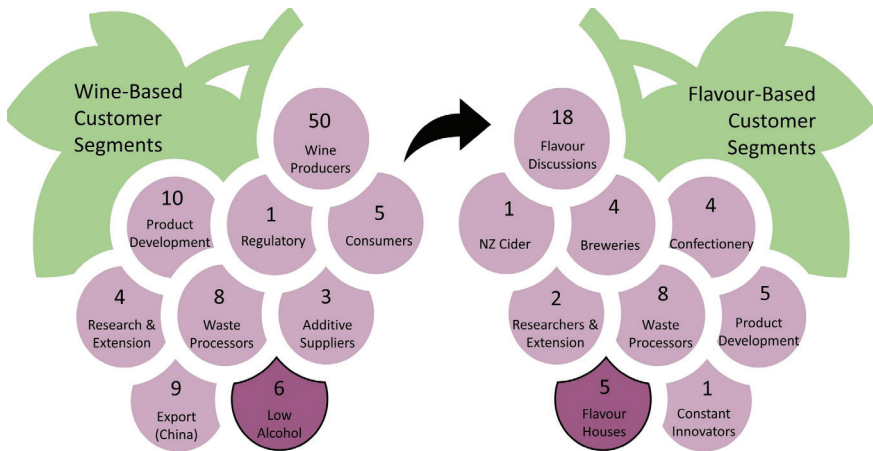 Wine-Based
Customer
Segments
50
Wine
Producers
10
Product
Development
1
Regulatory
5
Consumers
4
Research &
Extension
8
Waste
Processors
3
Additive
Suppliers
9
Export
(China)
6
Low
Alcohol
Flavour-Based
Customer
Segments
18
Flavour
Discussions
1
NZ Cider
4
Breweries
4
Confectionery
2
Researchers &
Extension
8
Waste
Processors
5
Product
Development
5
Flavour
Houses
1
Constant
Innovators